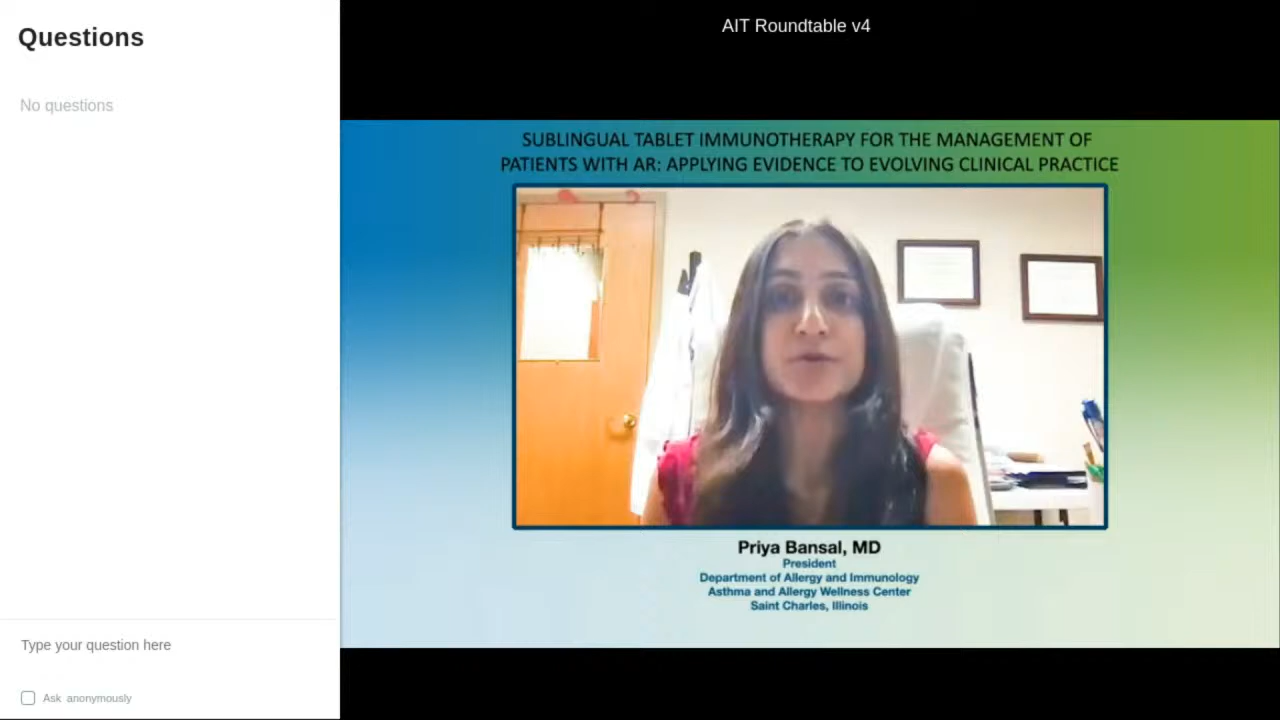 Questions
No questions
Type your question here
Ask anonymously
AIT Roundtable v4
SUBLINGUAL TABLET IMMUNOTHERAPY FOR THE MANAGEMENT OF
PATIENTS WITH AR: APPLYING EVIDENCE TO EVOLVING CLINICAL PRACTICE
Priya Bansal, MD
President
Department of Allergy and Immunology
Asthma and Allergy Wellness Center
Saint Charles, Illinois